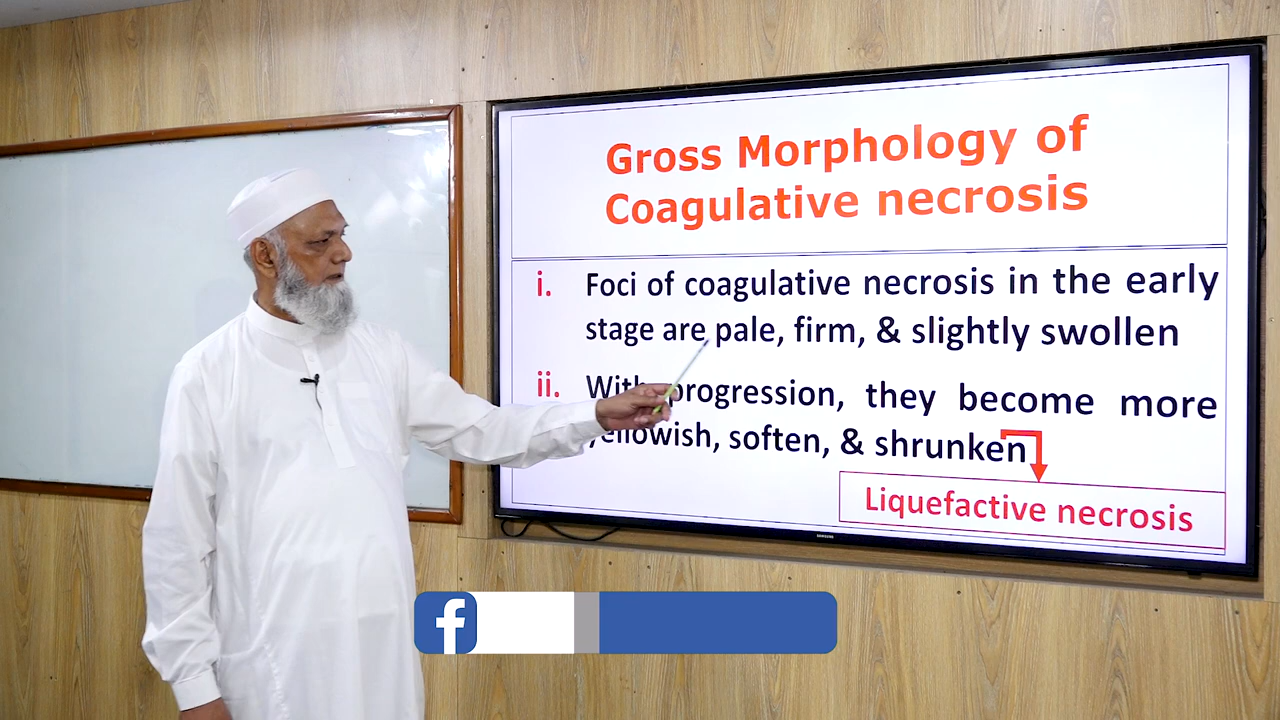 Gross Morphology of
Coagulative necrosis
i. Foci of coagulative necrosis in the early
stage are pale, firm, & slightly swollen
ii. With progression, they become more
yellowish, soften, & shrunken
Liquefactive necrosis
SAMSUNG
f